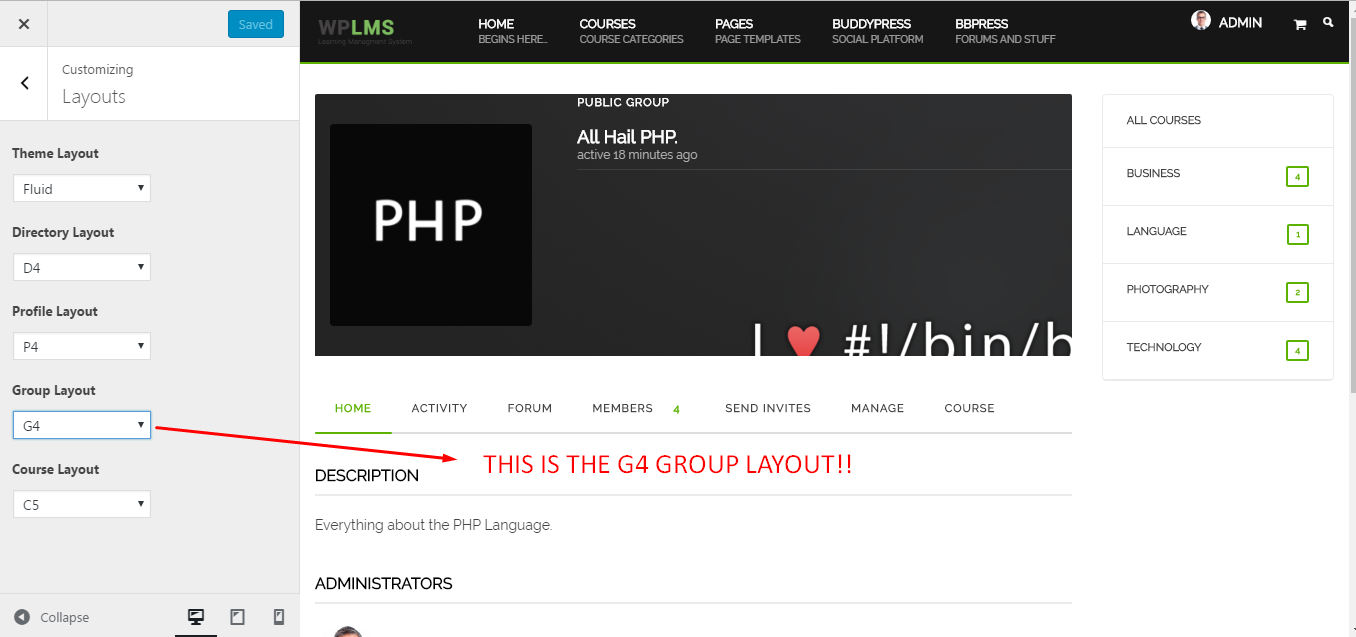 Saved
Customizing
Layouts
Theme Layout
Fluid
Directory Layout
D4
Profile Layout
P4
Group Layout
G4
Course Layout
C5
Collapse
WPLMS
Learning Managment System
HOME
BEGINS HERE..
COURSES
COURSE CATEGORIES
PAGES
PAGE TEMPLATES
BUDDYPRESS
SOCIAL PLATFORM
BBPRESS
FORUMS AND STUFF
ADMIN
PUBLIC GROUP
All Hail PHP.
active 18 minutes ago
PHP
I ♥ #!/bin/b
HOME ACTIVITY FORUM MEMBERS 4 SEND INVITES MANAGE COURSE
THIS IS THE G4 GROUP LAYOUT!!
DESCRIPTION
Everything about the PHP Language.
ADMINISTRATORS
ALL COURSES
BUSINESS 4
LANGUAGE 1
PHOTOGRAPHY 2
TECHNOLOGY 4